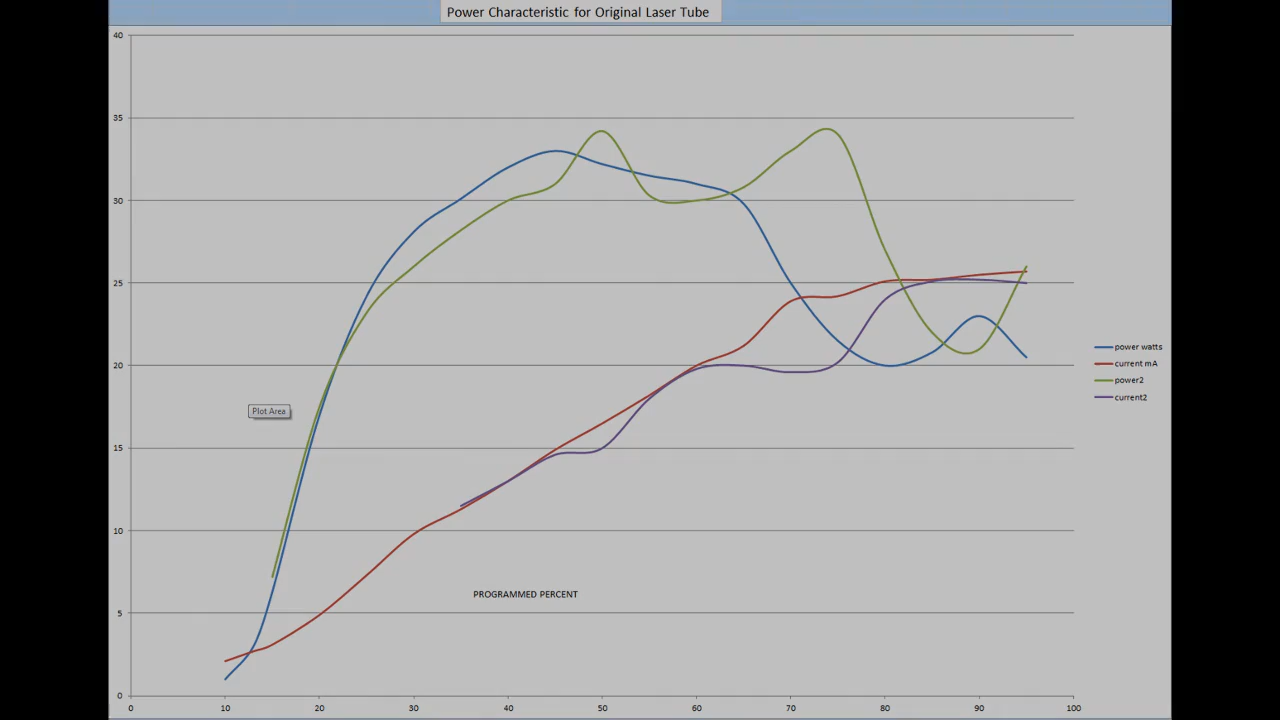 Power Characteristic for Original Laser Tube
40
35
30
25
20
15
10
5
0
Plot Area
PROGRAMMED PERCENT
power watts
current mA
power2
current2
0 10 20 30 40 50 60 70 80 90 100